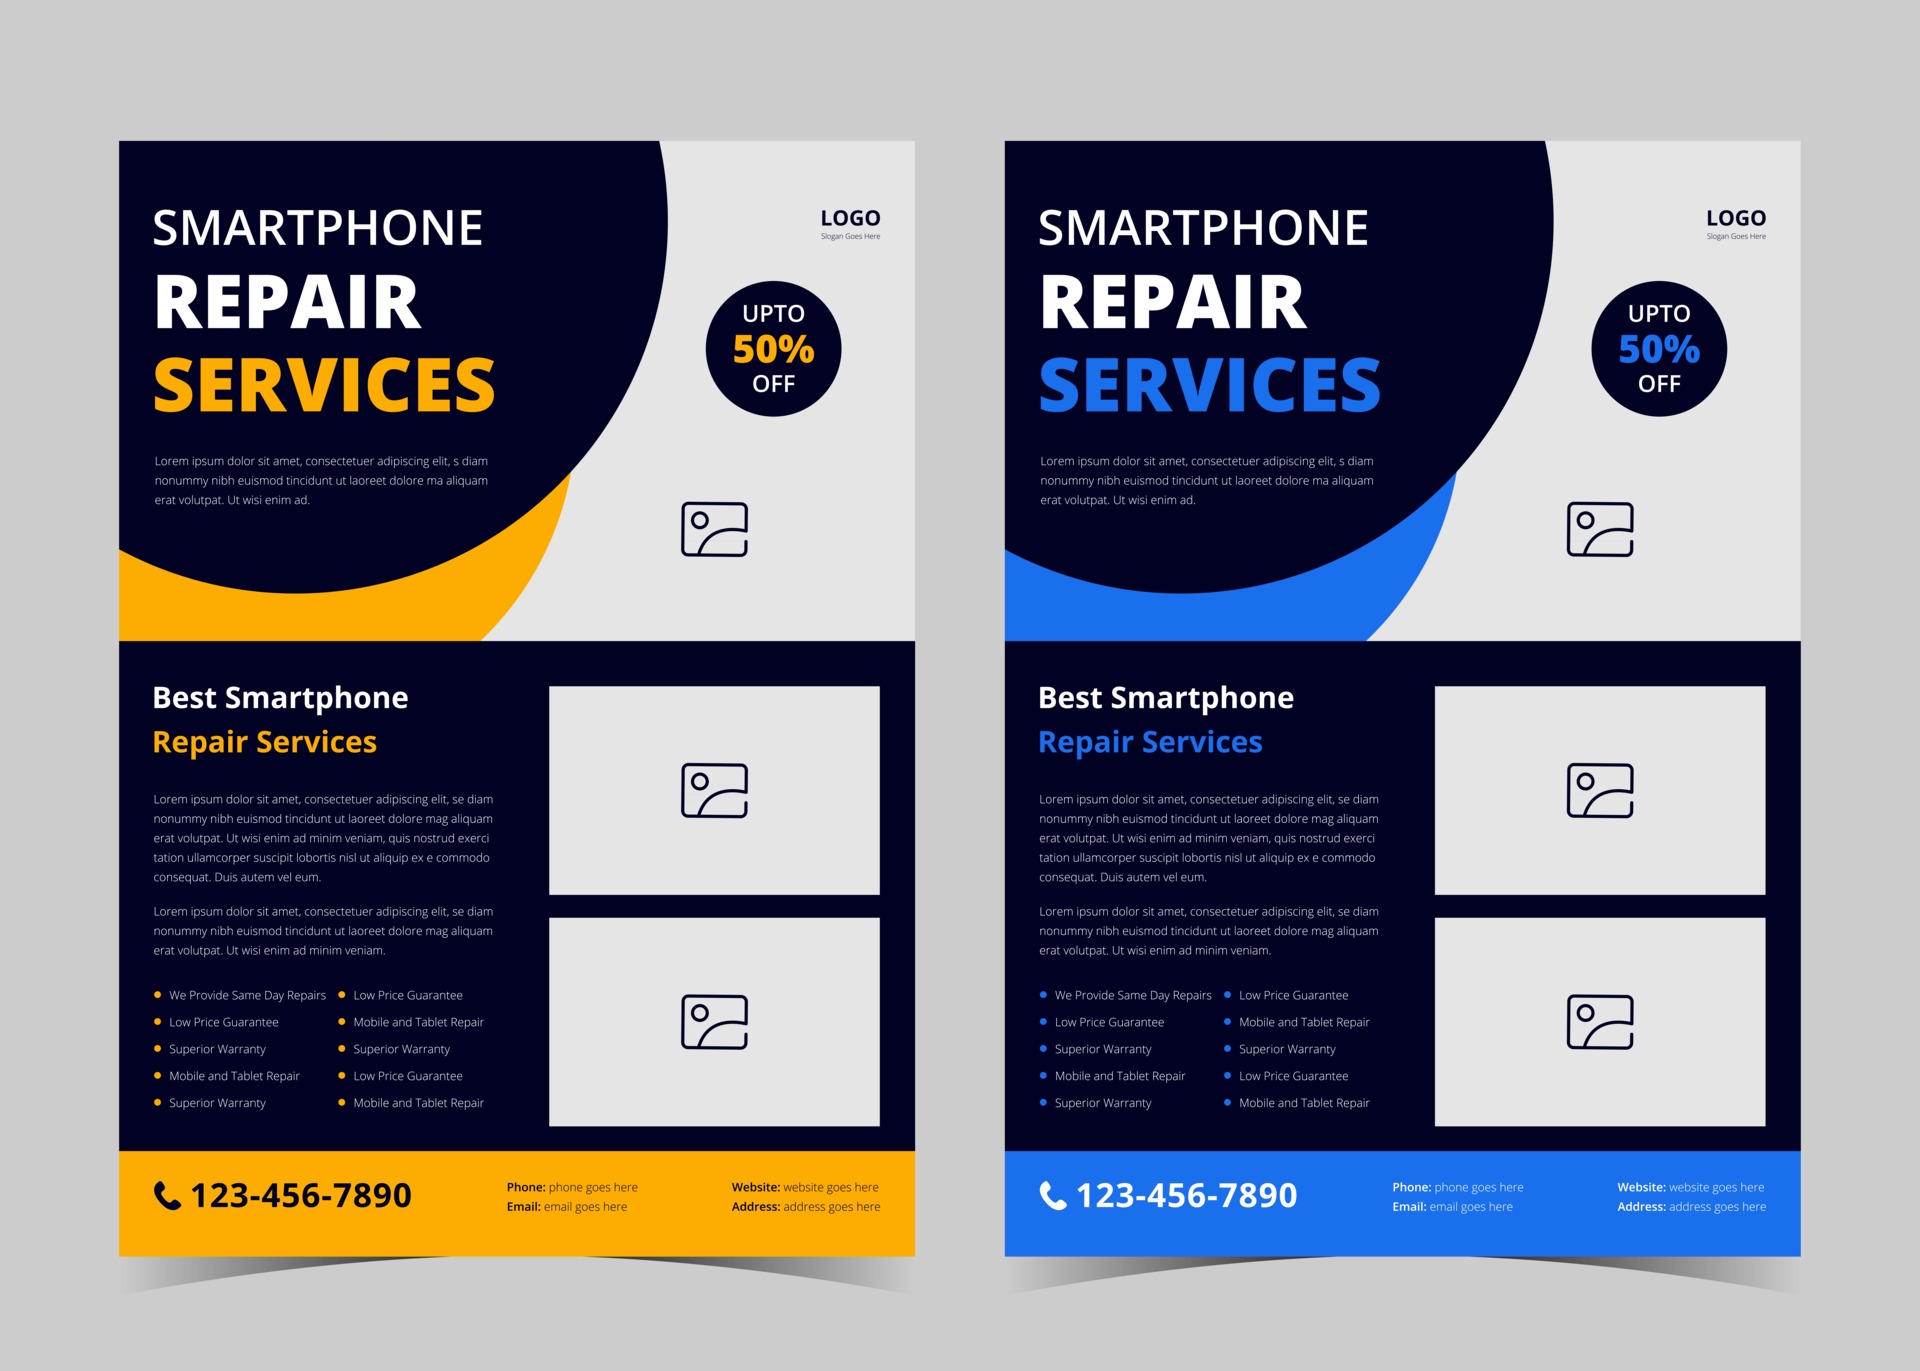 SMARTPHONE
REPAIR
SERVICES
Lorem ipsum dolor sit amet, consectetuer adipiscing elit, s diam
nonummy nibh euismod tincidunt ut laoreet dolore ma aliquam
erat volutpat. Ut wisi enim ad.
LOGO
Slogan Goes Here
UPTO
50%
OFF
Best Smartphone
Repair Services
Lorem ipsum dolor sit amet, consectetuer adipiscing elit, se diam
nonummy nibh euismod tincidunt ut laoreet dolore mag aliquam
erat volutpat. Ut wisi enim ad minim veniam, quis nostrud exerci
tation ullamcorper suscipit lobortis nisl ut aliquip ex e commodo
consequat. Duis autem vel eum.
Lorem ipsum dolor sit amet, consectetuer adipiscing elit, se diam
nonummy nibh euismod tincidunt ut laoreet dolore mag aliquam
erat volutpat. Ut wisi enim ad minim veniam.
We Provide Same Day Repairs
Low Price Guarantee
Superior Warranty
Mobile and Tablet Repair
Superior Warranty
Low Price Guarantee
Mobile and Tablet Repair
Superior Warranty
Low Price Guarantee
Mobile and Tablet Repair
123-456-7890
Phone: phone goes here
Email: email goes here
Website: website goes here
Address: address goes here
SMARTPHONE
REPAIR
SERVICES
Lorem ipsum dolor sit amet, consectetuer adipiscing elit, s diam
nonummy nibh euismod tincidunt ut laoreet dolore ma aliquam
erat volutpat. Ut wisi enim ad.
LOGO
Slogan Goes Here
UPTO
50%
OFF
Best Smartphone
Repair Services
Lorem ipsum dolor sit amet, consectetuer adipiscing elit, se diam
nonummy nibh euismod tincidunt ut laoreet dolore mag aliquam
erat volutpat. Ut wisi enim ad minim veniam, quis nostrud exerci
tation ullamcorper suscipit lobortis nisl ut aliquip ex e commodo
consequat. Duis autem vel eum.
Lorem ipsum dolor sit amet, consectetuer adipiscing elit, se diam
nonummy nibh euismod tincidunt ut laoreet dolore mag aliquam
erat volutpat. Ut wisi enim ad minim veniam.
We Provide Same Day Repairs
Low Price Guarantee
Superior Warranty
Mobile and Tablet Repair
Superior Warranty
Low Price Guarantee
Mobile and Tablet Repair
Superior Warranty
Low Price Guarantee
Mobile and Tablet Repair
123-456-7890
Phone: phone goes here
Email: email goes here
Website: website goes here
Address: address goes here